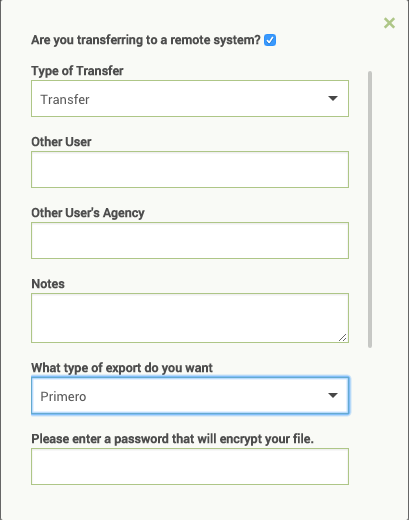 Are you transferring to a remote system?
Type of Transfer
Transfer
Other User
Other User's Agency
Notes
What type of export do you want
Primero
Please enter a password that will encrypt your file.